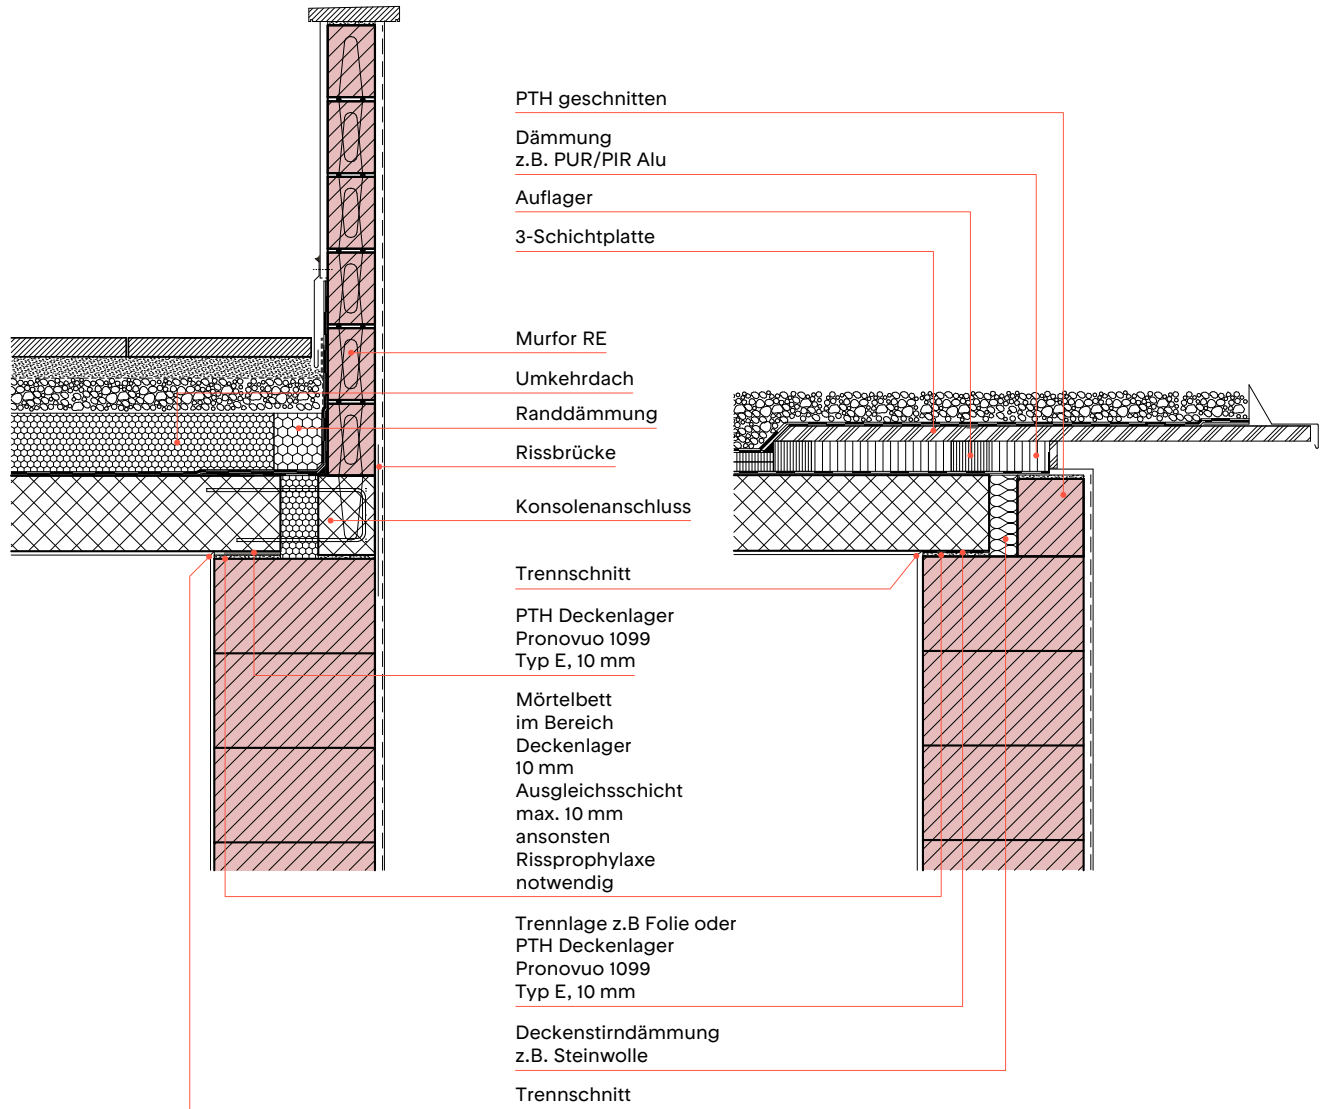 PTH geschnitten
Dämmung
z.B. PUR/PIR Alu
Auflager
3-Schichtplatte
Murfor RE
Umkehrdach
Randdämmung
Rissbrücke
Konsolenanschluss
Trennschnitt
PTH Deckenlager
Pronovuo 1099
Typ E, 10 mm
Mörtelbett
im Bereich
Deckenlager
10 mm
Ausgleichsschicht
max. 10 mm
ansonsten
Rissprophylaxe
notwendig
Trennlage z.B Folie oder
PTH Deckenlager
Pronovuo 1099
Typ E, 10 mm
Deckenstirndämmung
z.B. Steinwolle
Trennschnitt